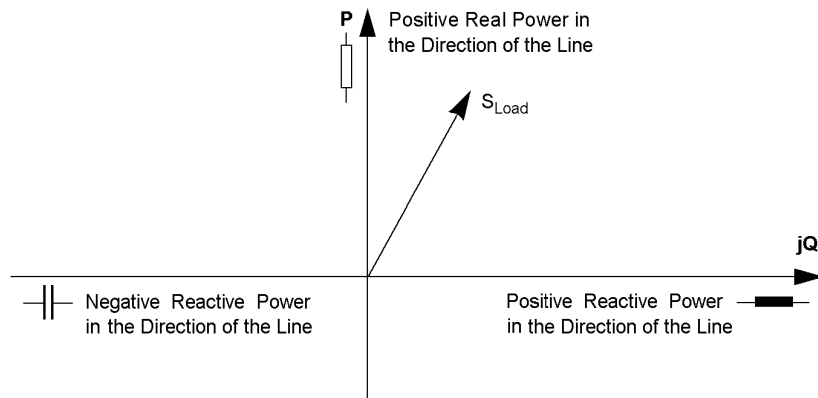 P
Positive Real Power in
the Direction of the Line
S_Load
jQ
Negative Reactive Power
in the Direction of the Line
Positive Reactive Power
in the Direction of the Line